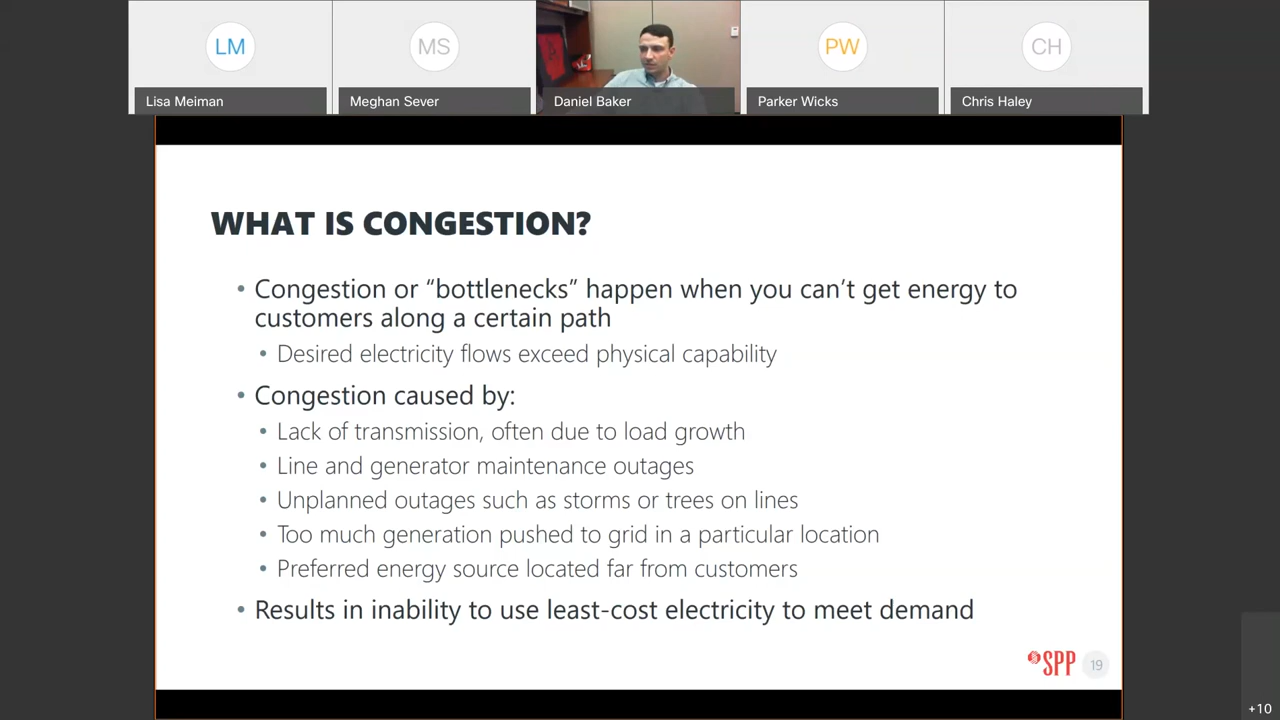 LM
MS
PW
CH
Lisa Meiman
Meghan Sever
Daniel Baker
Parker Wicks
Chris Haley
WHAT IS CONGESTION?
• Congestion or “bottlenecks” happen when you can’t get energy to
customers along a certain path
• Desired electricity flows exceed physical capability
• Congestion caused by:
• Lack of transmission, often due to load growth
• Line and generator maintenance outages
• Unplanned outages such as storms or trees on lines
• Too much generation pushed to grid in a particular location
• Preferred energy source located far from customers
• Results in inability to use least-cost electricity to meet demand
SPP
19
+10